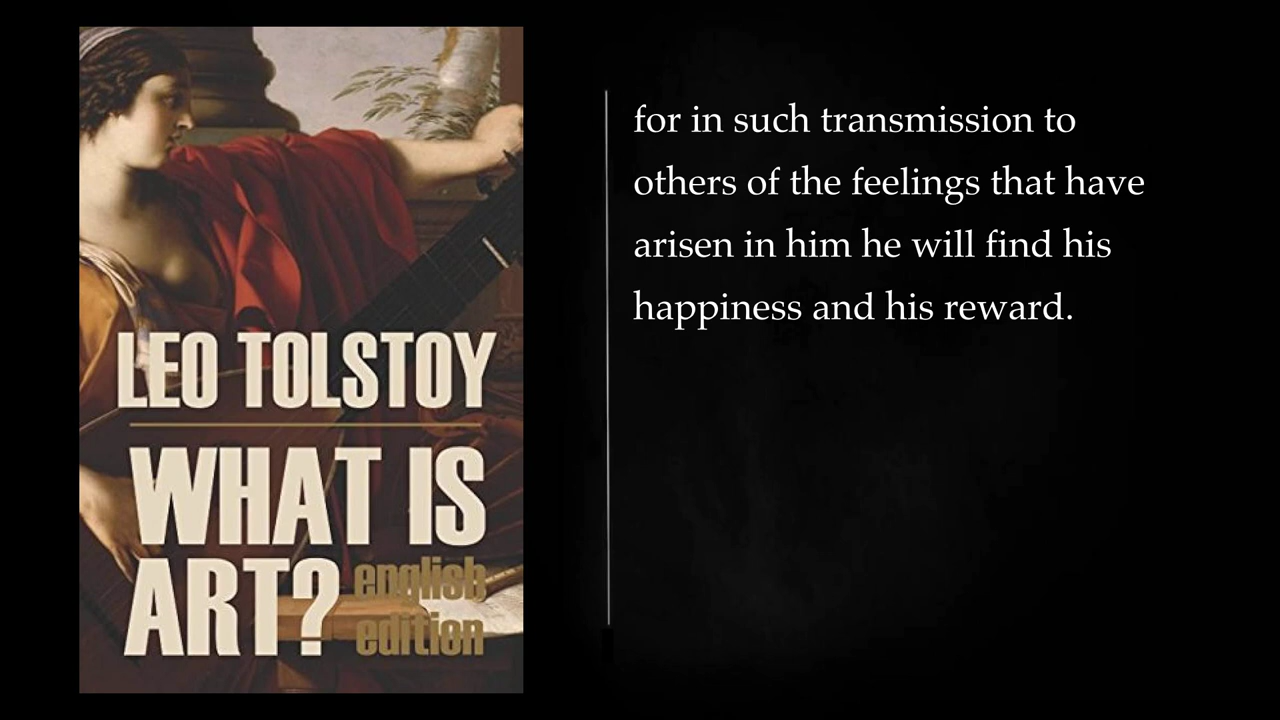 LEO TOLSTOY
WHAT IS
ART?
english
edition
for in such transmission to
others of the feelings that have
arisen in him he will find his
happiness and his reward.